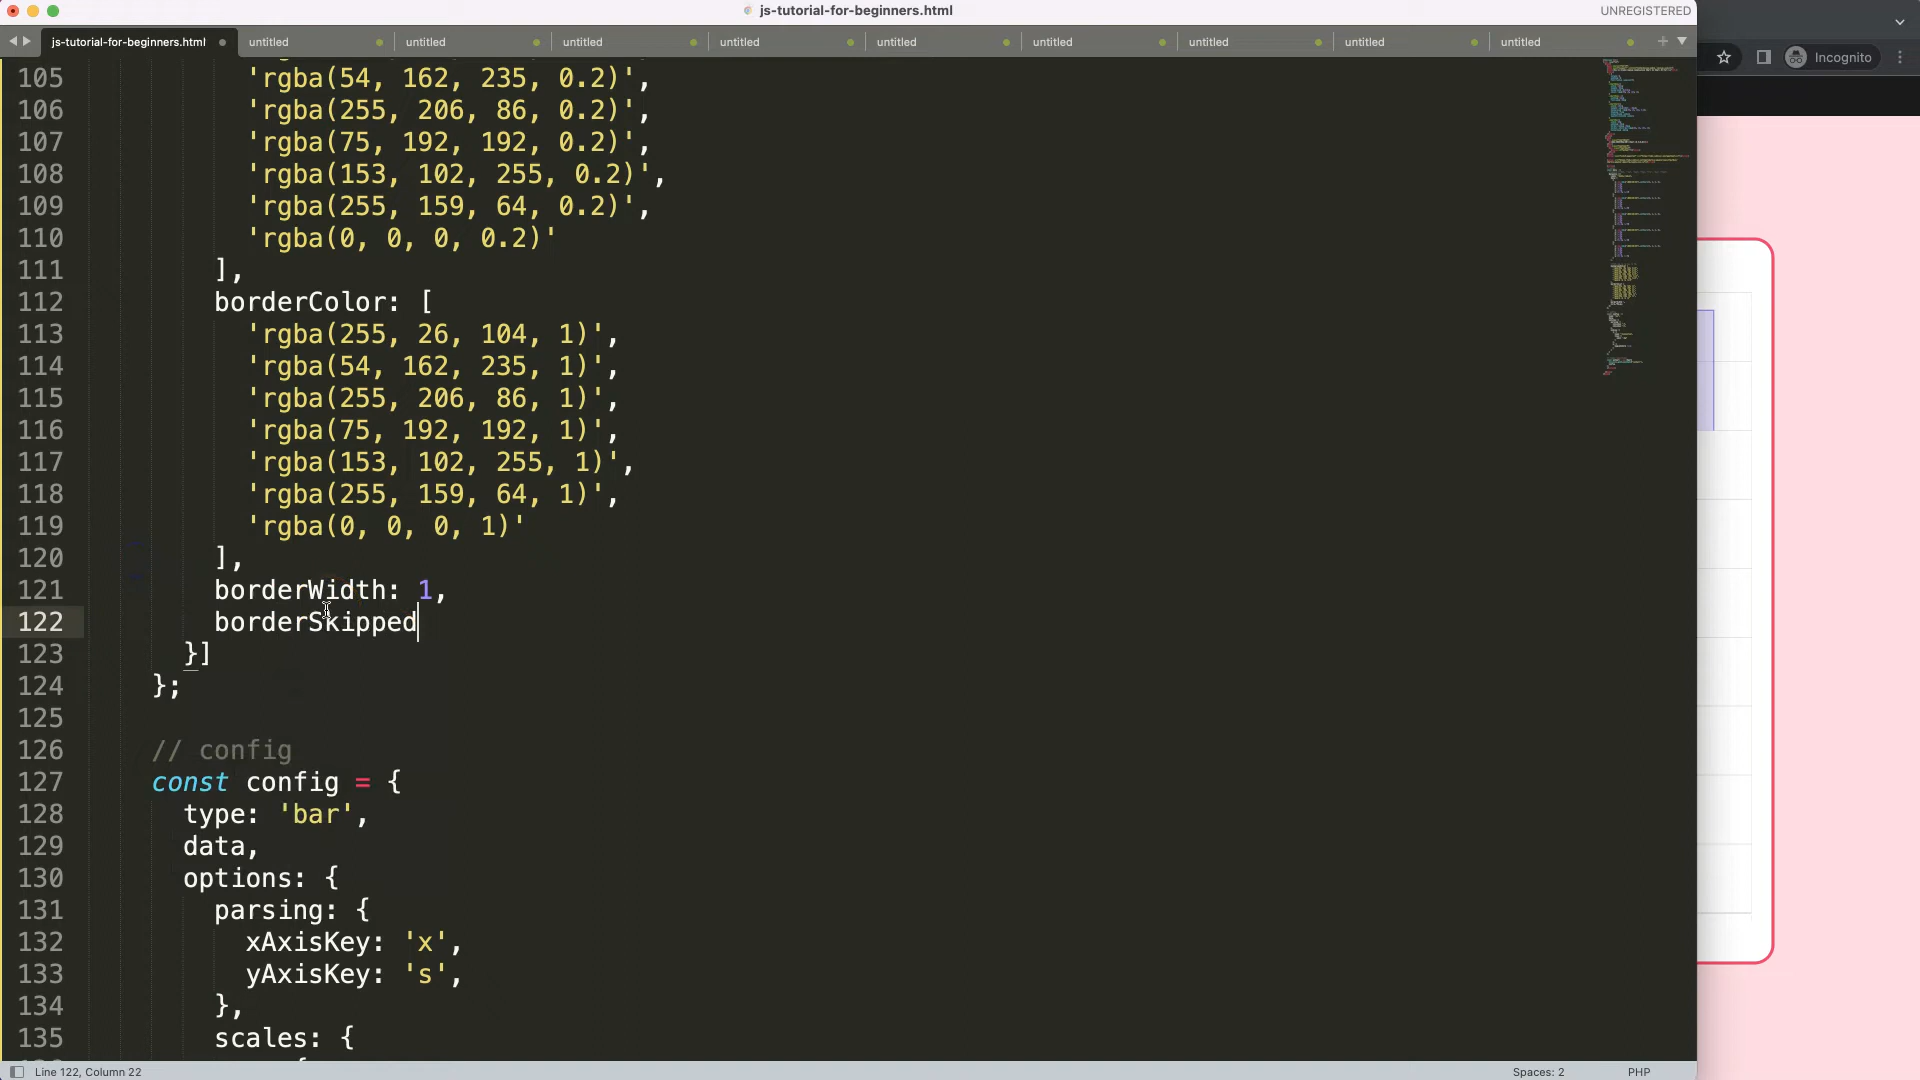 js-tutorial-for-beginners.html
UNREGISTERED
js-tutorial-for-beginners.html untitled untitled untitled untitled untitled untitled untitled untitled untitled
Incognito
105 'rgba(54, 162, 235, 0.2)',
106 'rgba(255, 206, 86, 0.2)',
107 'rgba(75, 192, 192, 0.2)',
108 'rgba(153, 102, 255, 0.2)',
109 'rgba(255, 159, 64, 0.2)',
110 'rgba(0, 0, 0, 0.2)'
111 ],
112 borderColor: [
113 'rgba(255, 26, 104, 1)',
114 'rgba(54, 162, 235, 1)',
115 'rgba(255, 206, 86, 1)',
116 'rgba(75, 192, 192, 1)',
117 'rgba(153, 102, 255, 1)',
118 'rgba(255, 159, 64, 1)',
119 'rgba(0, 0, 0, 1)'
120 ],
121 borderWidth: 1,
122 borderSkipped
123 }]
124 };
125
126 // config
127 const config = {
128 type: 'bar',
129 data,
130 options: {
131 parsing: {
132 xAxisKey: 'x',
133 yAxisKey: 's',
134 },
135 scales: {
Line 122, Column 22
Spaces: 2
PHP